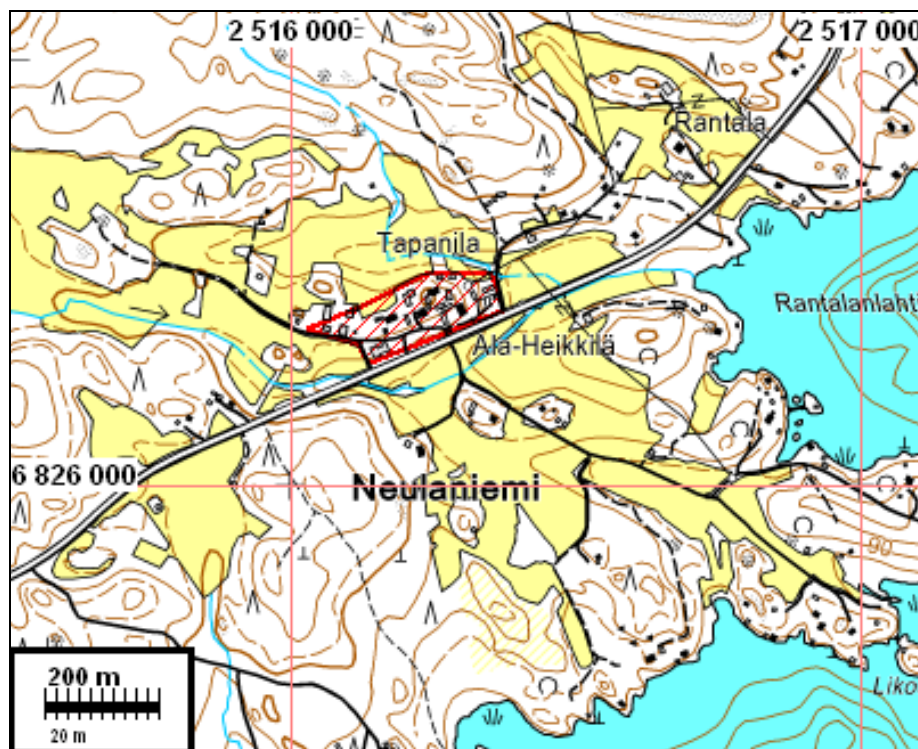 2 516 000
2 517 000
Rantala
Tapanila
Rantalanlaht
Ala-Heikkilä
6 826 000
Neulaniemi
90
200 m
20 m
Liko